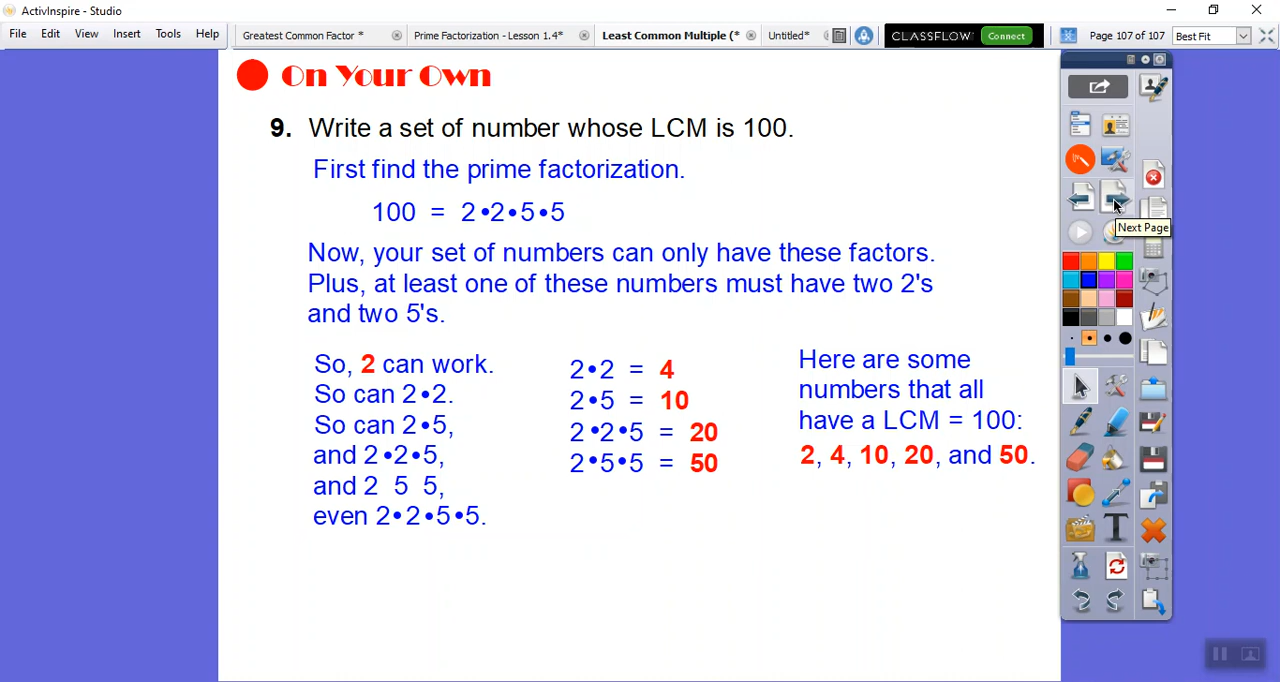 ActivInspire - Studio
File Edit View Insert Tools Help
Greatest Common Factor *
Prime Factorization - Lesson 1.4*
Least Common Multiple (*
Untitled*
CLASSFLOW Connect
Page 107 of 107
Best Fit
On Your Own
9. Write a set of number whose LCM is 100.
First find the prime factorization.
100 = 2•2•5•5
Now, your set of numbers can only have these factors.
Plus, at least one of these numbers must have two 2's
and two 5's.
So, 2 can work.
So can 2•2.
So can 2•5,
and 2•2•5,
and 2 5 5,
even 2•2•5•5.
2•2 = 4
2•5 = 10
2•2•5 = 20
2•5•5 = 50
Here are some
numbers that all
have a LCM = 100:
2, 4, 10, 20, and 50.
Next Page